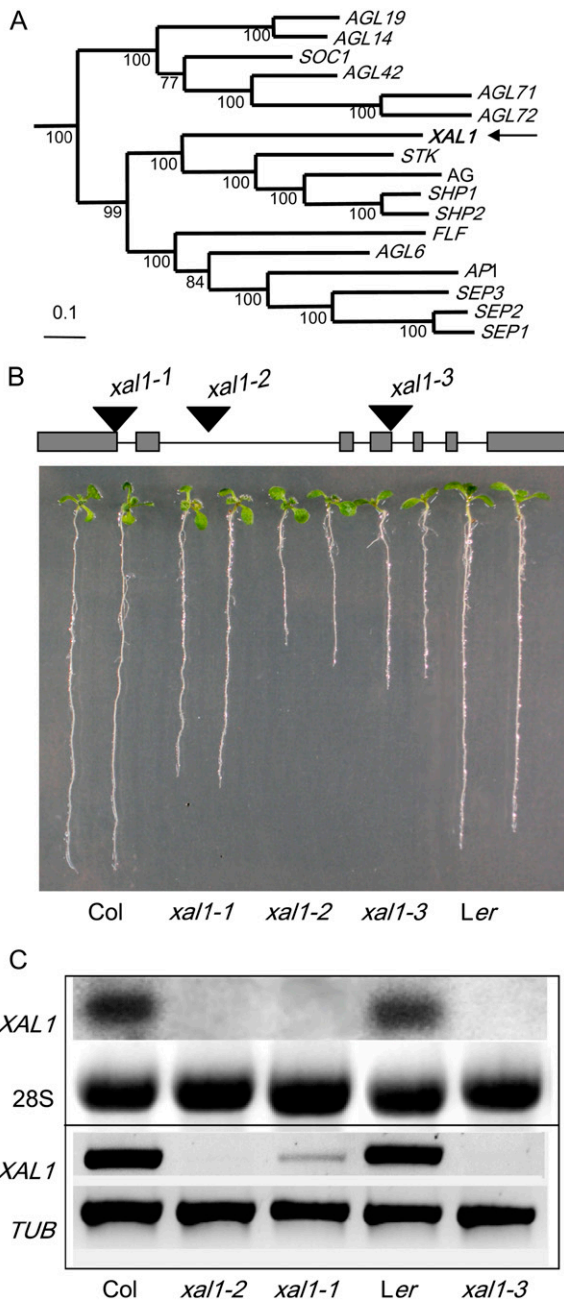 A
AGL19
AGL14
100
SOC1
77
AGL42
100
AGL71
100
AGL72
100
XAL1
100
STK
100
AG
100
SHP1
100
SHP2
99
FLF
100
AGL6
84
AP1
100
SEP3
100
SEP2
100
SEP1
0.1
B
xal1-1 xal1-2 xal1-3
Col xal1-1 xal1-2 xal1-3 Ler
C
XAL1
28S
XAL1
TUB
Col xal1-2 xal1-1 Ler xal1-3